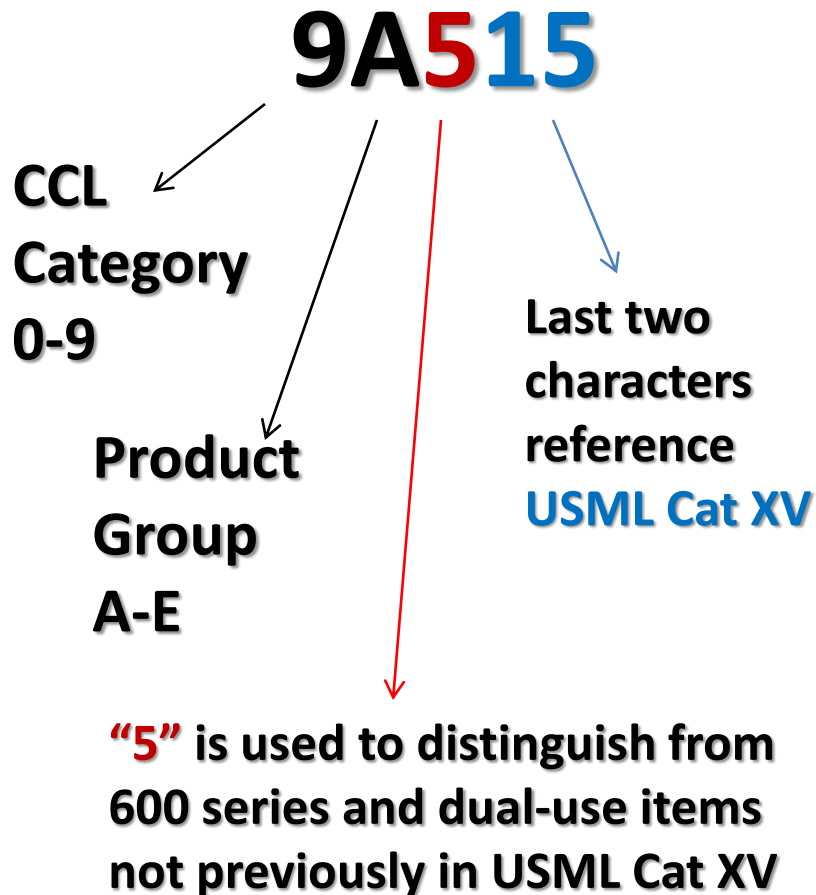 9A515
CCL
Category
0-9
Product
Group
A-E
Last two
characters
reference
USML Cat XV
“5” is used to distinguish from
600 series and dual-use items
not previously in USML Cat XV